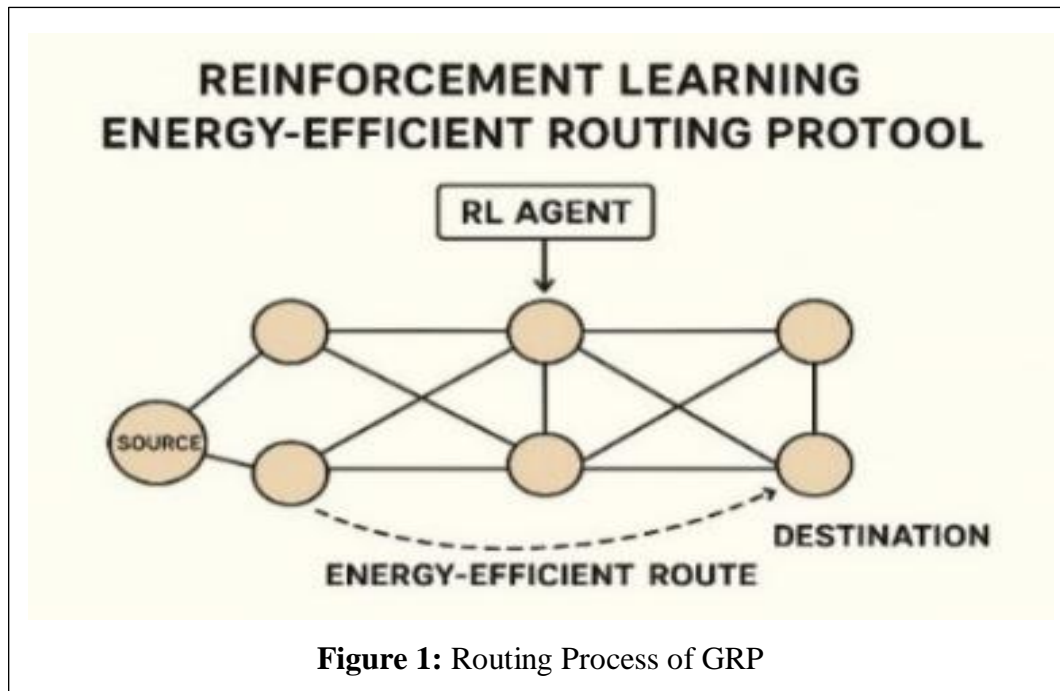 REINFORCEMENT LEARNING
ENERGY-EFFICIENT ROUTING PROTOOL
RL AGENT
SOURCE
DESTINATION
ENERGY-EFFICIENT ROUTE
Figure 1: Routing Process of GRP